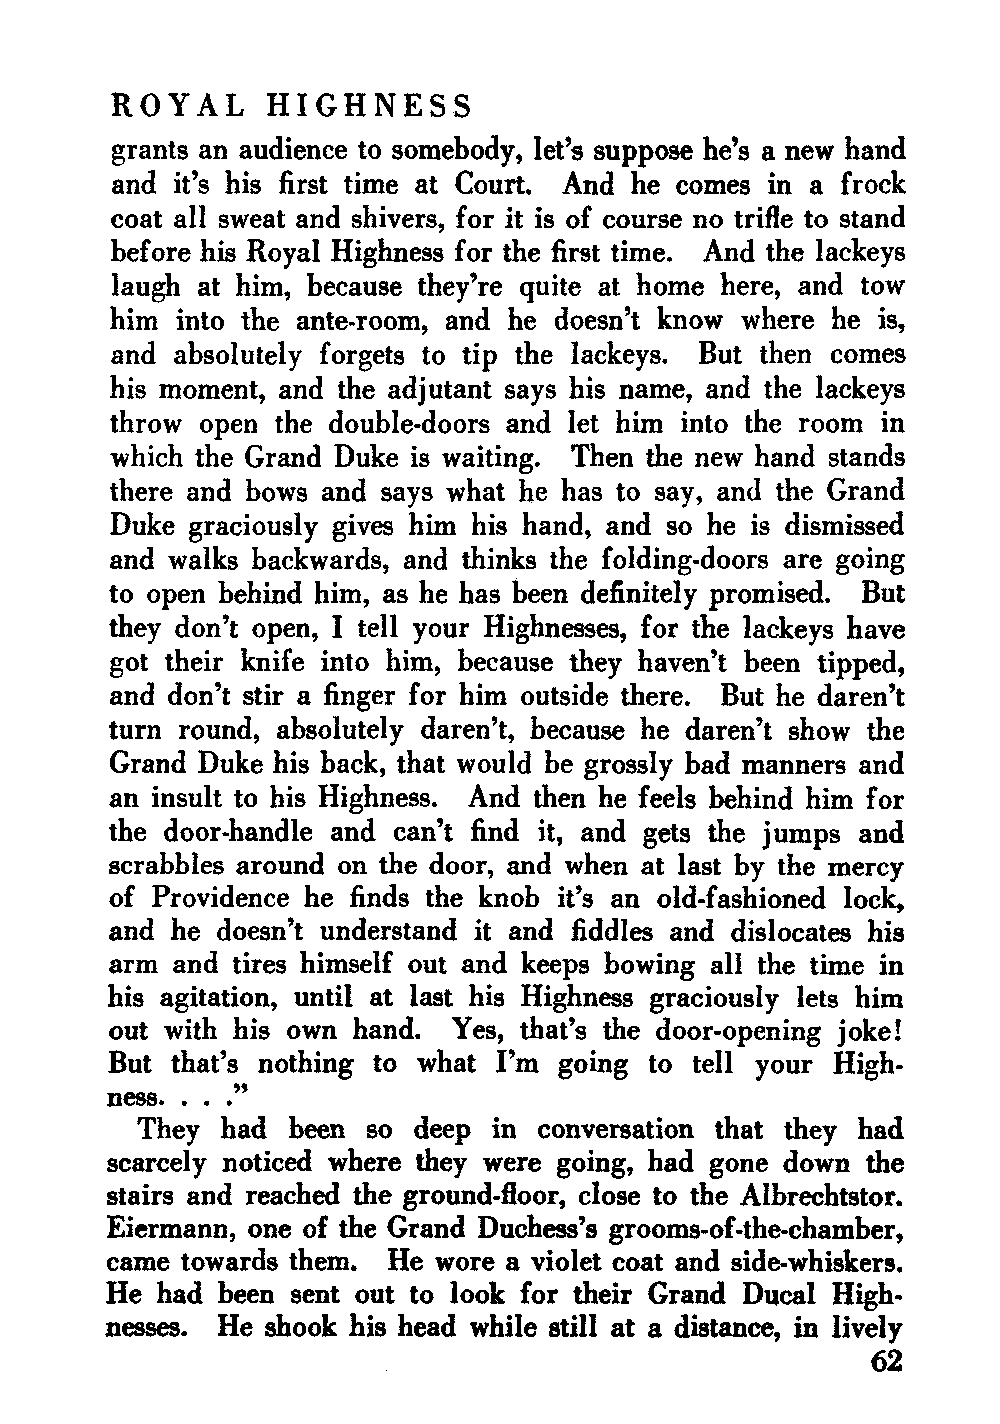 ROYAL HIGHNESS
grants an audience to somebody, let's suppose he's a new hand
and it's his first time at Court. And he comes in a frock
coat all sweat and shivers, for it is of course no trifle to stand
before his Royal Highness for the first time. And the lackeys
laugh at him, because they're quite at home here, and tow
him into the ante-room, and he doesn't know where he is,
and absolutely forgets to tip the lackeys. But then comes
his moment, and the adjutant says his name, and the lackeys
throw open the double-doors and let him into the room in
which the Grand Duke is waiting. Then the new hand stands
there and bows and says what he has to say, and the Grand
Duke graciously gives him his hand, and so he is dismissed
and walks backwards, and thinks the folding-doors are going
to open behind him, as he has been definitely promised. But
they don't open, I tell your Highnesses, for the lackeys have
got their knife into him, because they haven't been tipped,
and don't stir a finger for him outside there. But he daren't
turn round, absolutely daren't, because he daren't show the
Grand Duke his back, that would be grossly bad manners and
an insult to his Highness. And then he feels behind him for
the door-handle and can't find it, and gets the jumps and
scrabbles around on the door, and when at last by the mercy
of Providence he finds the knob it's an old-fashioned lock,
and he doesn't understand it and fiddles and dislocates his
arm and tires himself out and keeps bowing all the time in
his agitation, until at last his Highness graciously lets him
out with his own hand. Yes, that's the door-opening joke!
But that's nothing to what I'm going to tell your High-
ness. . . ."
They had been so deep in conversation that they had
scarcely noticed where they were going, had gone down the
stairs and reached the ground-floor, close to the Albrechtstor.
Eiermann, one of the Grand Duchess's grooms-of-the-chamber,
came towards them. He wore a violet coat and side-whiskers.
He had been sent out to look for their Grand Ducal High-
nesses. He shook his head while still at a distance, in lively
62